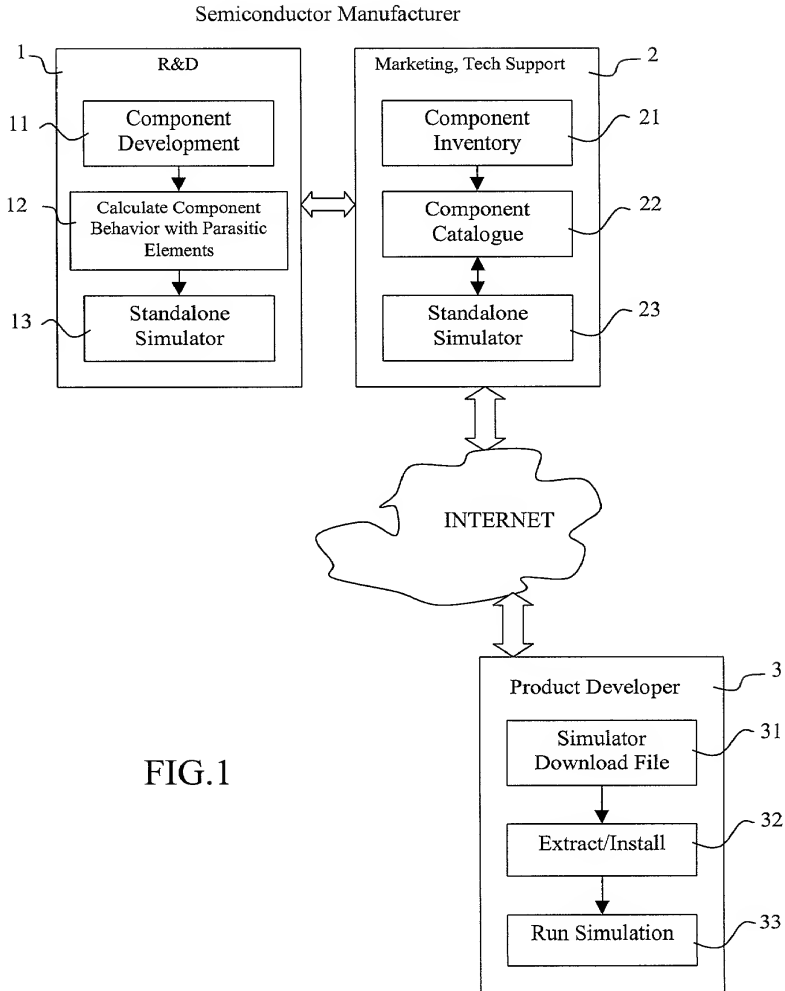 Semiconductor Manufacturer
1
R&D
11
Component
Development
12
Calculate Component
Behavior with Parasitic
Elements
13
Standalone
Simulator
Marketing, Tech Support
2
Component
Inventory
21
Component
Catalogue
22
Standalone
Simulator
23
INTERNET
Product Developer
3
Simulator
Download File
31
Extract/Install
32
Run Simulation
33
FIG.1